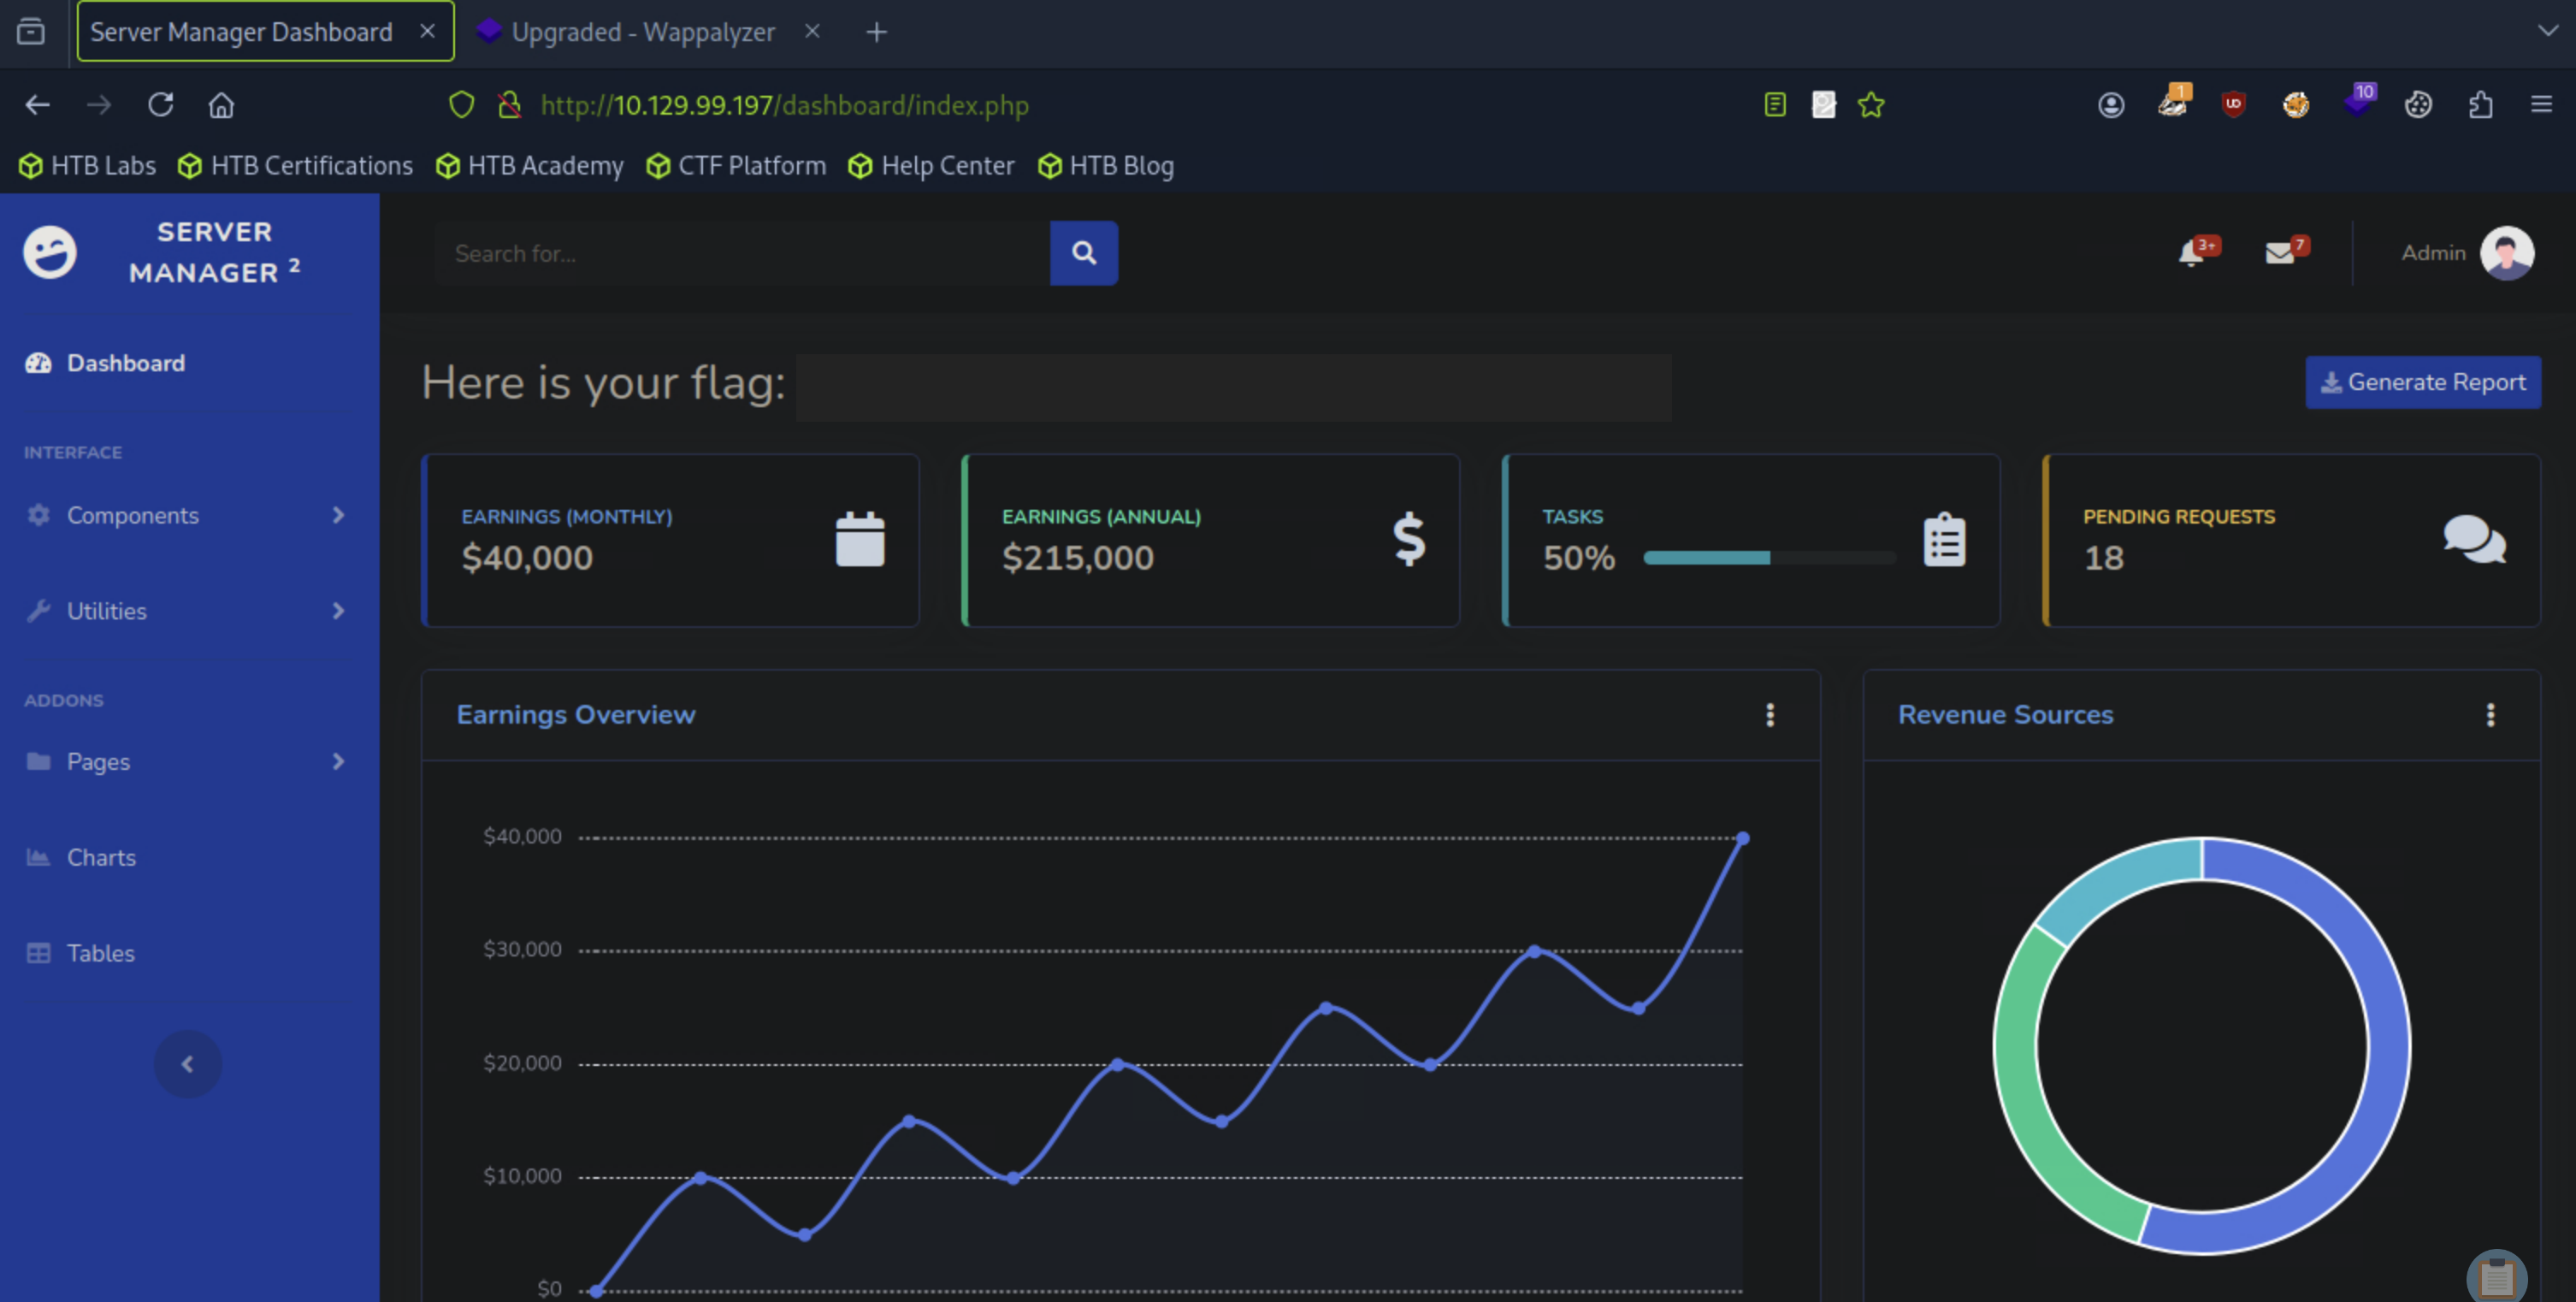 Server Manager Dashboard
Upgraded - Wappalyzer
http://10.129.99.197/dashboard/index.php
1
10
HTB Labs HTB Certifications HTB Academy CTF Platform Help Center HTB Blog
SERVER
MANAGER 2
Search for...
3+
7
Admin
Dashboard
Here is your flag:
Generate Report
INTERFACE
Components
Utilities
ADDONS
Pages
Charts
Tables
EARNINGS (MONTHLY)
$40,000
EARNINGS (ANNUAL)
$215,000
TASKS
50%
PENDING REQUESTS
18
Earnings Overview
$40,000
$30,000
$20,000
$10,000
$0
Revenue Sources